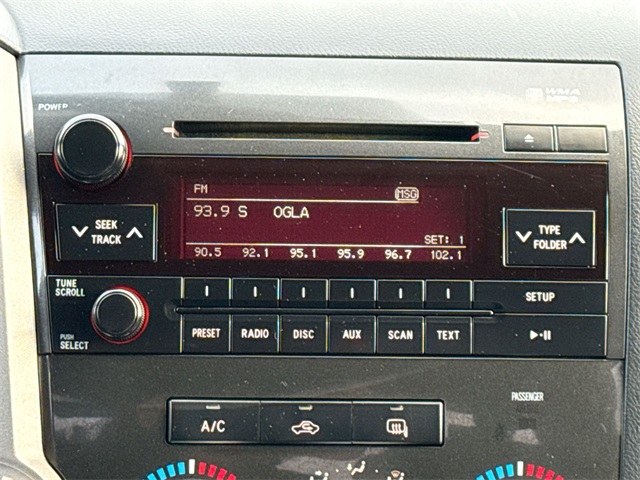 POWER
WMA
MP3
FM MSG
93.9 S OGLA
SET: 1
90.5 92.1 95.1 95.9 96.7 102.1
SEEK
TRACK
TYPE
FOLDER
TUNE
SCROLL
SETUP
PUSH
SELECT
PRESET RADIO DISC AUX SCAN TEXT
PASSENGER
A/C